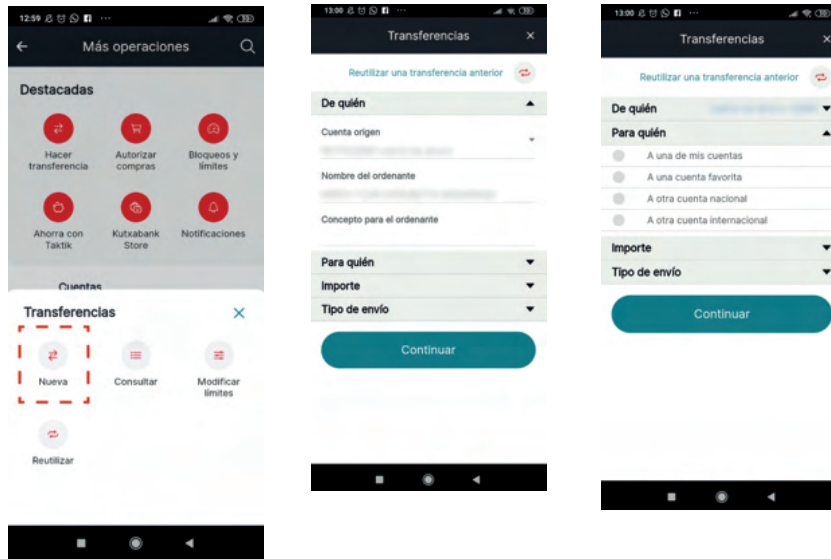 12:59
Más operaciones
Destacadas
Hacer
transferencia
Autorizar
compras
Bloqueos y
límites
Ahorra con
Taktik
Kutxabank
Store
Notificaciones
Cuentas
Transferencias
Nueva
Consultar
Modificar
límites
Reutilizar
13:00
Transferencias
Reutilizar una transferencia anterior
De quién
Cuenta origen
Nombre del ordenante
Concepto para el ordenante
Para quién
Importe
Tipo de envío
Continuar
13:00
Transferencias
Reutilizar una transferencia anterior
De quién
Para quién
A una de mis cuentas
A una cuenta favorita
A otra cuenta nacional
A otra cuenta internacional
Importe
Tipo de envío
Continuar